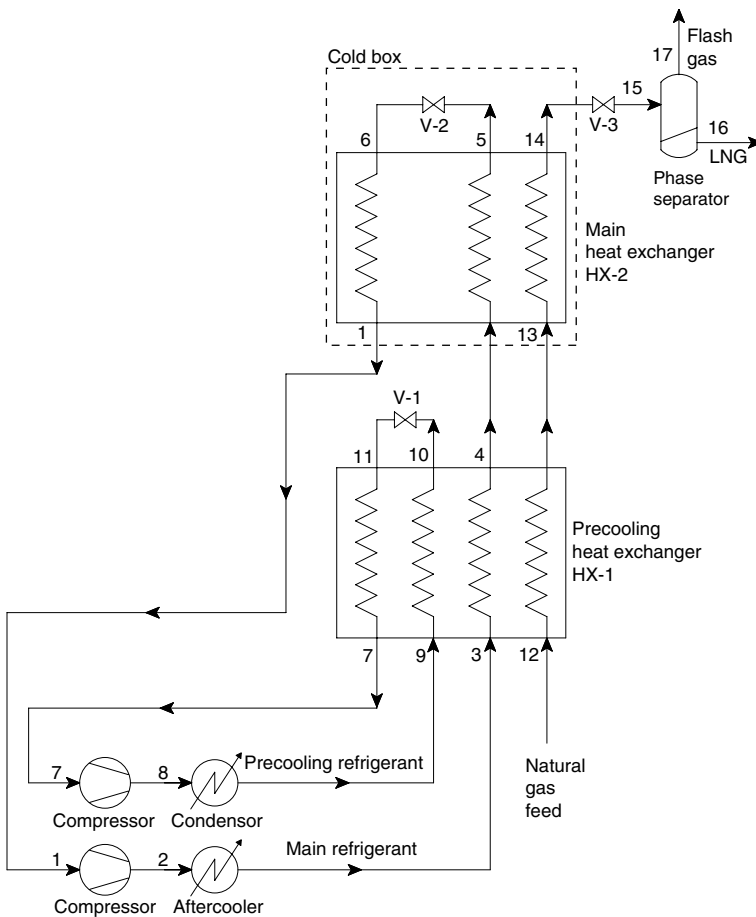 17
Flash
gas
Cold box
15
V-2
V-3
16
LNG
6
5
14
Phase
separator
Main
heat exchanger
HX-2
1
13
V-1
11
10
4
Precooling
heat exchanger
HX-1
7
9
3
12
Natural
gas
feed
7
8
Precooling refrigerant
Compressor
Condensor
1
2
Main refrigerant
Compressor
Aftercooler